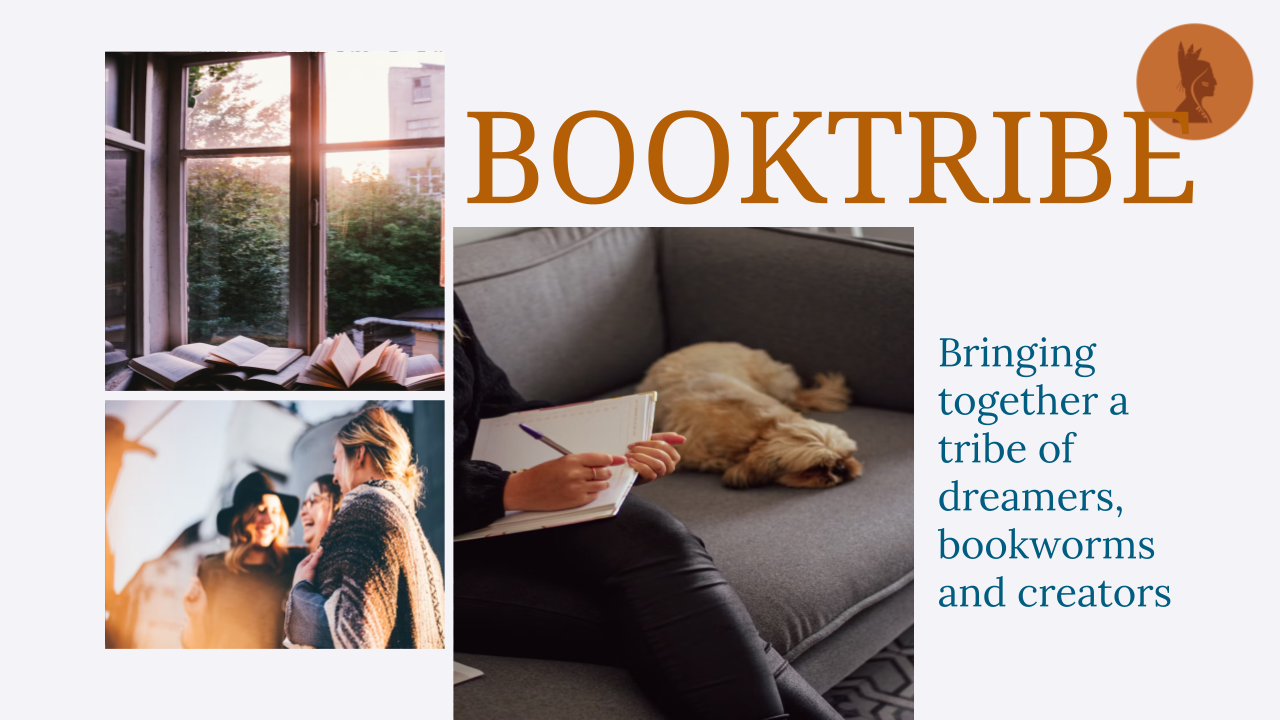 BOOKTRIBE
Bringing
together a
tribe of
dreamers,
bookworms
and creators